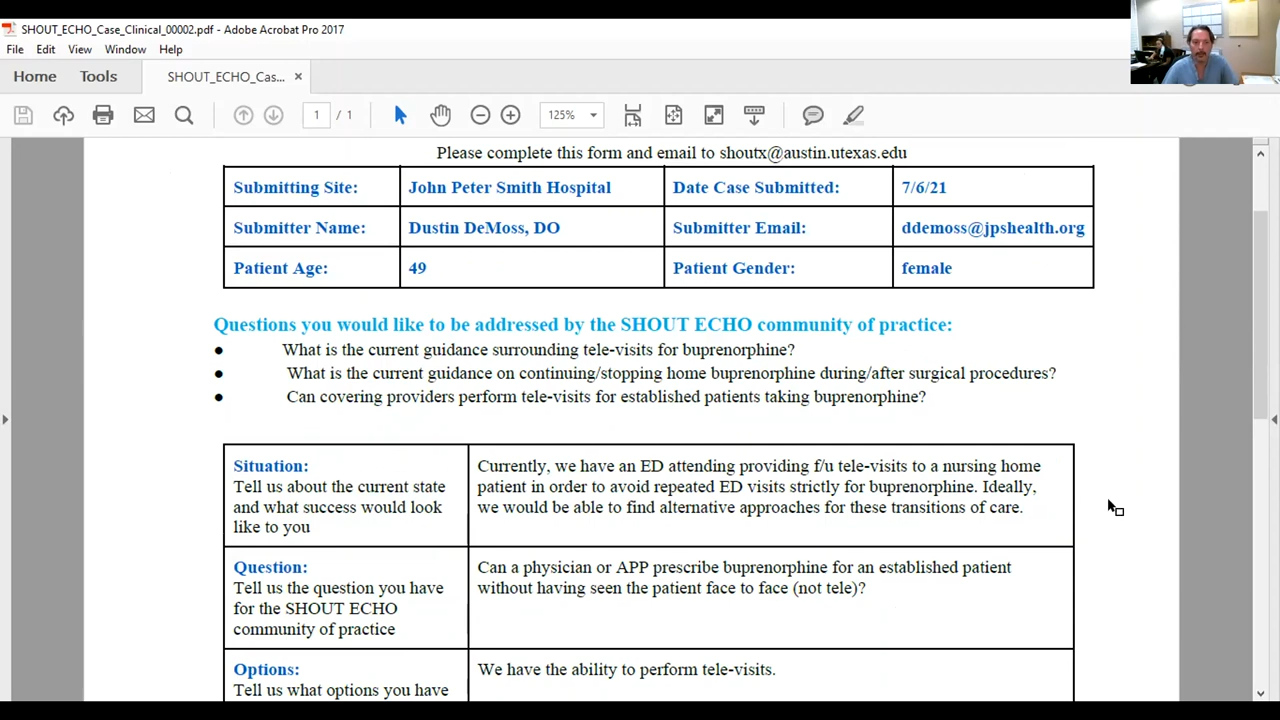 SHOUT_ECHO_Case_Clinical_00002.pdf - Adobe Acrobat Pro 2017
File Edit View Window Help
Home Tools SHOUT_ECHO_Cas... ×
1 / 1 125%
Please complete this form and email to shoutx@austin.utexas.edu
Submitting Site: John Peter Smith Hospital Date Case Submitted: 7/6/21
Submitter Name: Dustin DeMoss, DO Submitter Email: ddemoss@jpshealth.org
Patient Age: 49 Patient Gender: female
Questions you would like to be addressed by the SHOUT ECHO community of practice:
● What is the current guidance surrounding tele-visits for buprenorphine?
● What is the current guidance on continuing/stopping home buprenorphine during/after surgical procedures?
● Can covering providers perform tele-visits for established patients taking buprenorphine?
Situation:
Tell us about the current state
and what success would look
like to you
Currently, we have an ED attending providing f/u tele-visits to a nursing home
patient in order to avoid repeated ED visits strictly for buprenorphine. Ideally,
we would be able to find alternative approaches for these transitions of care.
Question:
Tell us the question you have
for the SHOUT ECHO
community of practice
Can a physician or APP prescribe buprenorphine for an established patient
without having seen the patient face to face (not tele)?
Options:
Tell us what options you have
We have the ability to perform tele-visits.